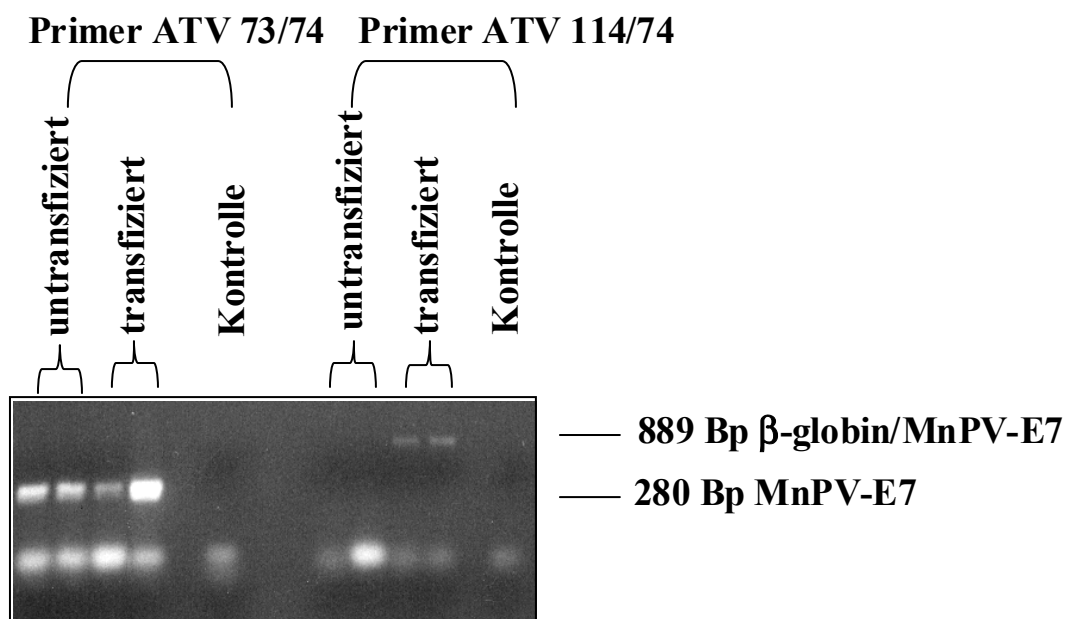 Primer ATV 73/74 Primer ATV 114/74
untransfiziert
transfiziert
Kontrolle
untransfiziert
transfiziert
Kontrolle
889 Bp β-globin/MnPV-E7
280 Bp MnPV-E7